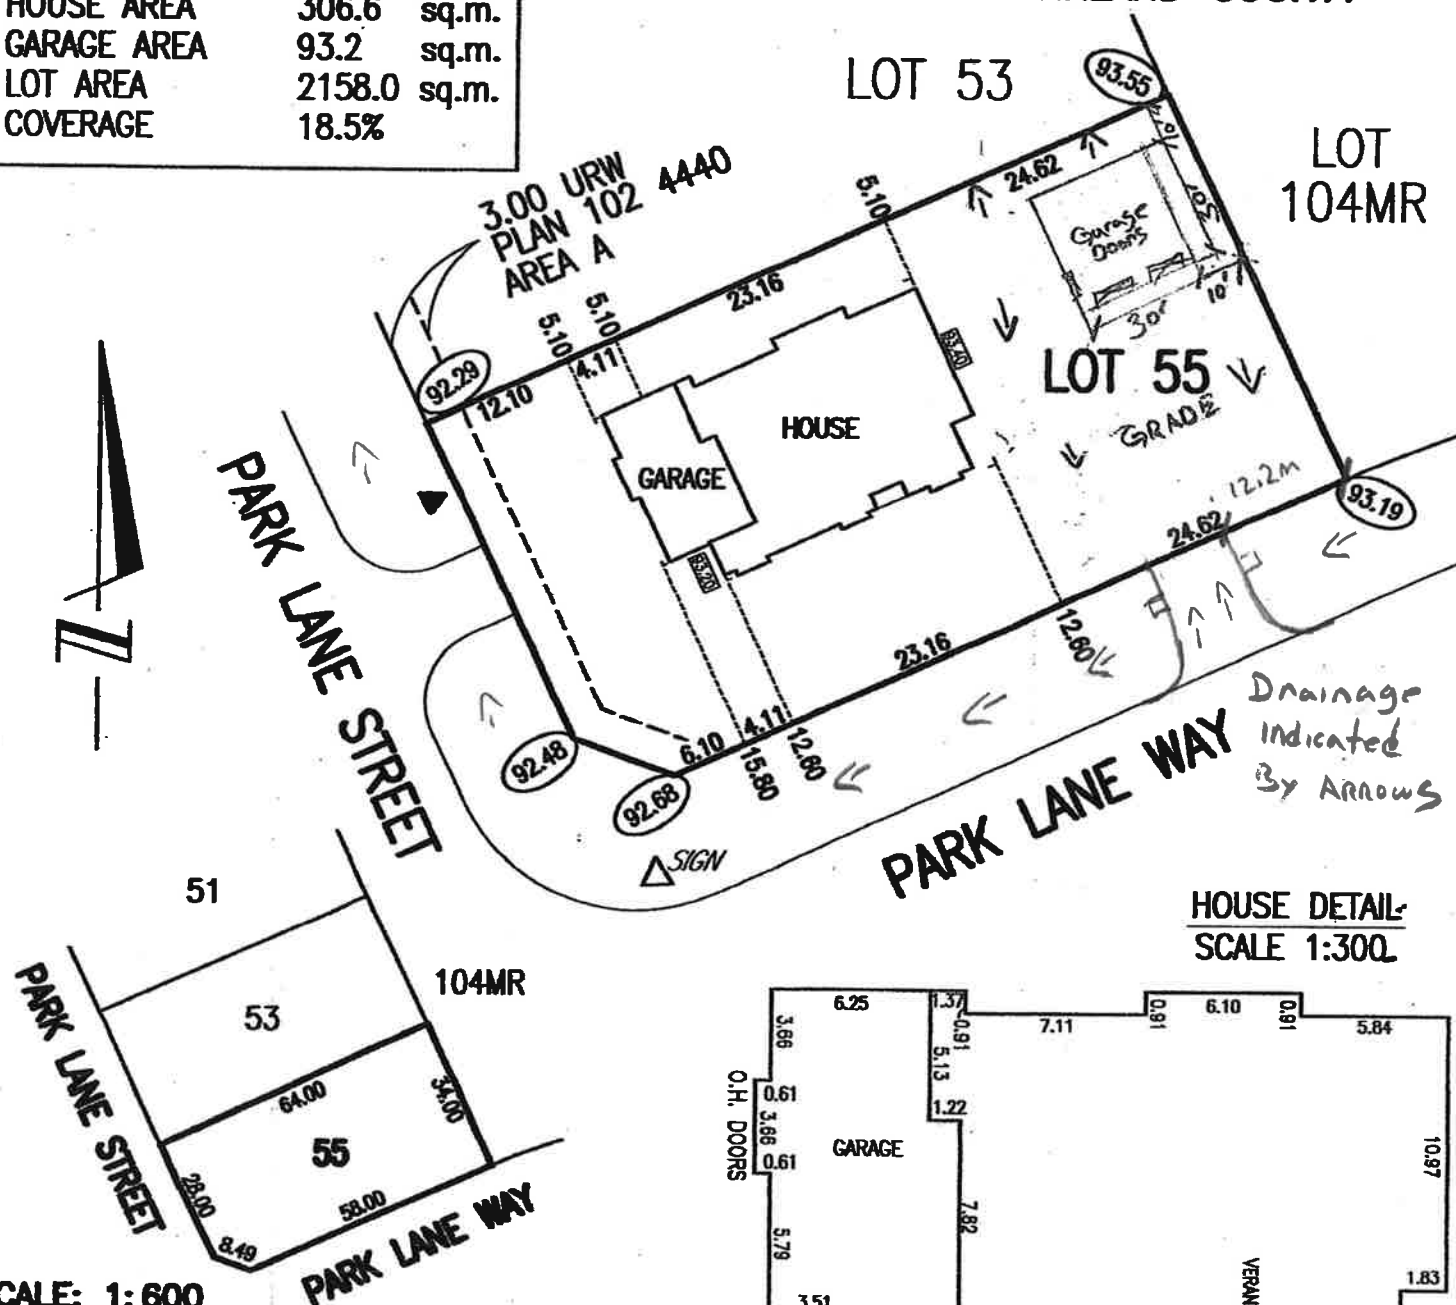 HOUSE AREA 306.6 sq.m.
GARAGE AREA 93.2 sq.m.
LOT AREA 2158.0 sq.m.
COVERAGE 18.5%
LOT 53
93.55
LOT
104MR
3.00 URW
PLAN 102 4440
AREA A
5.10
24.62
10'
30'
Garage
Doors
10'
30'
23.16
5.10
5.10
4.11
92.29
12.10
93.40
LOT 55
GRADE
HOUSE
GARAGE
93.20
12.2m
93.19
24.62
PARK LANE STREET
23.16
12.60
4.11
6.10
12.60
15.80
92.48
92.68
PARK LANE WAY
Drainage
Indicated
By ARROWS
SIGN
N
51
53
104MR
64.00
34.00
55
28.00
58.00
8.49
PARK LANE STREET
PARK LANE WAY
SCALE: 1:600
HOUSE DETAIL
SCALE 1:300
6.25
1.37
0.91
7.11
0.91
6.10
0.91
5.84
3.66
5.13
0.61
1.22
3.66
O.H. DOORS
0.61
GARAGE
10.97
5.79
7.82
1.83
3.51